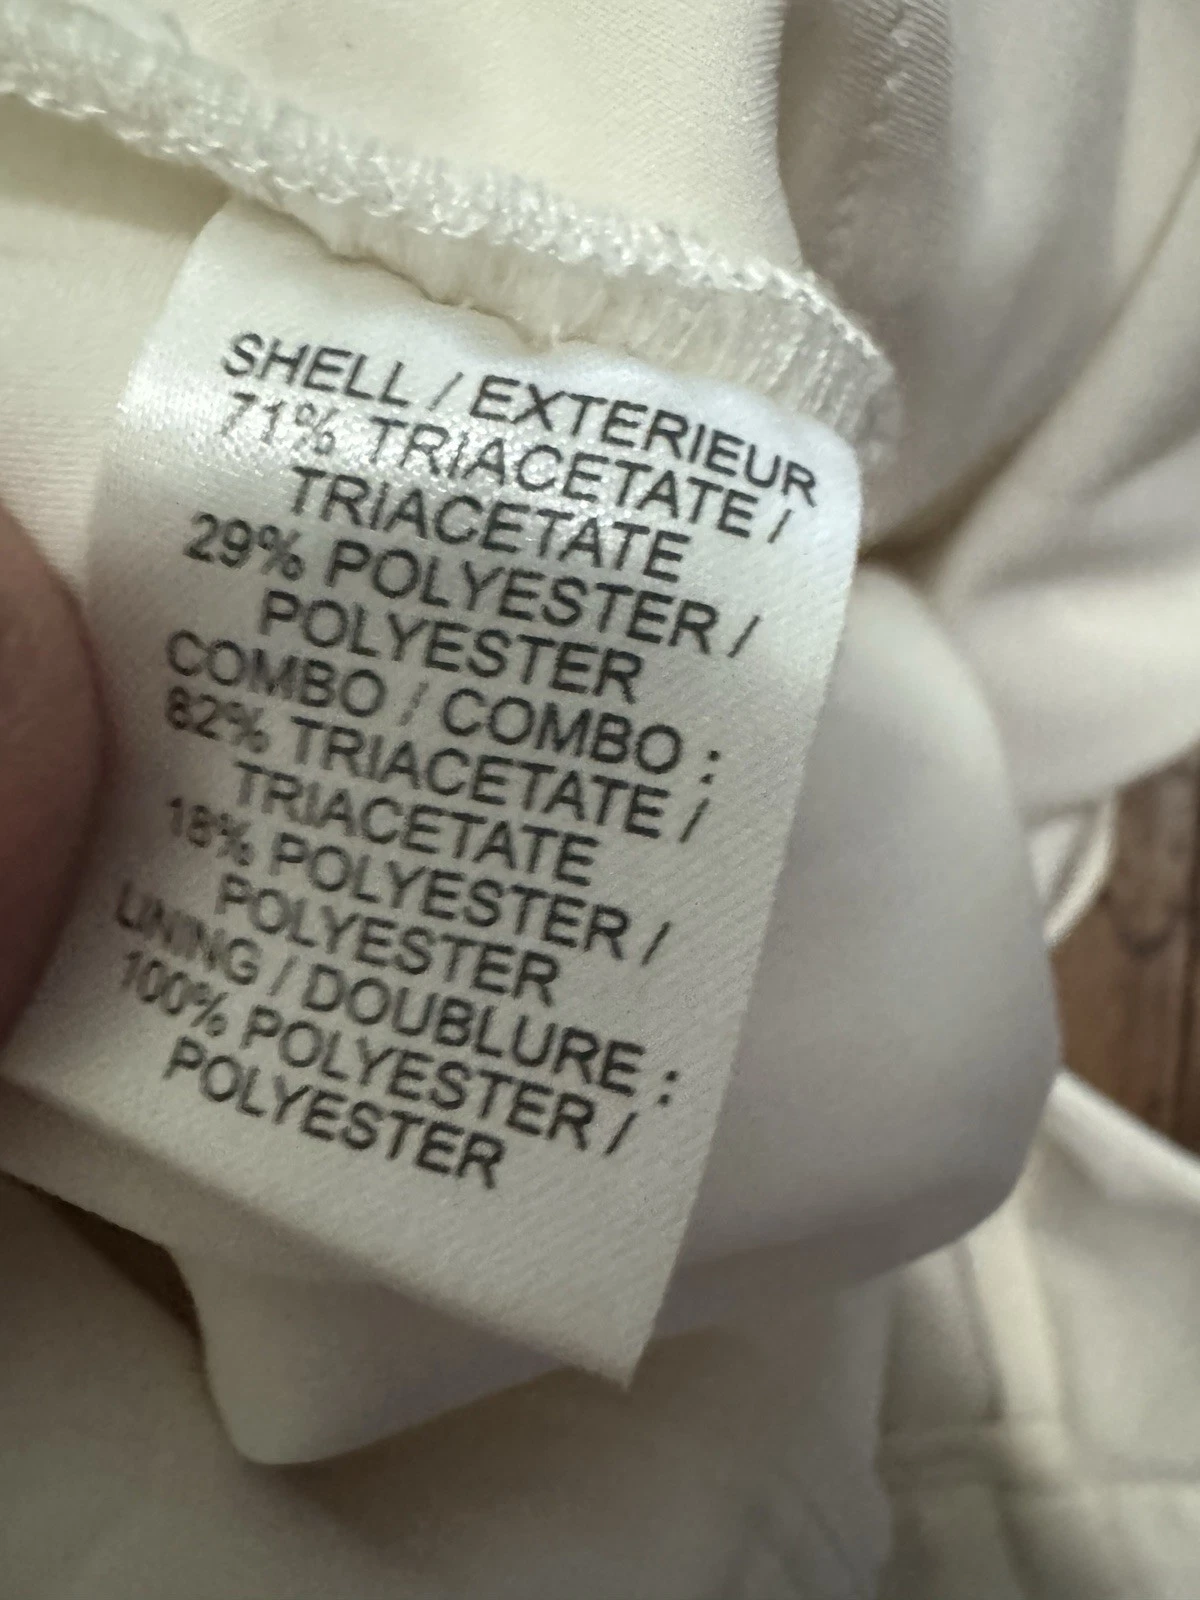 SHELL / EXTERIEUR
71% TRIACETATE /
TRIACETATE
29% POLYESTER /
POLYESTER
COMBO / COMBO :
82% TRIACETATE /
TRIACETATE
18% POLYESTER /
POLYESTER
LINING / DOUBLURE :
100% POLYESTER /
POLYESTER